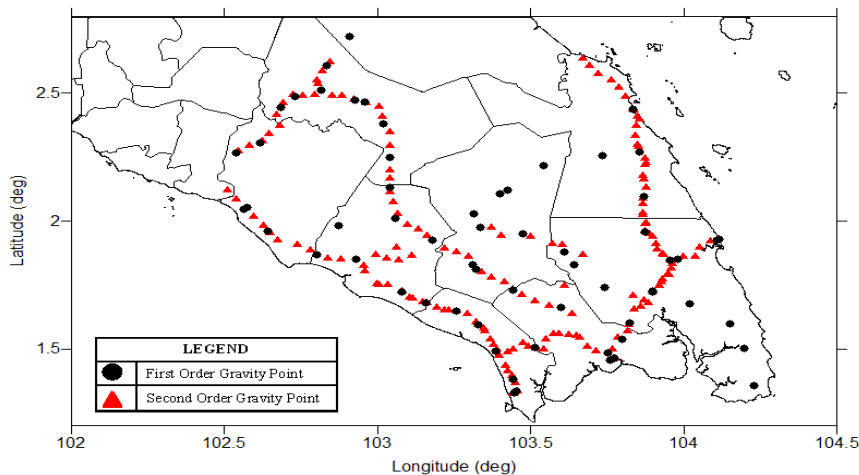 2.5
2
1.5
Latitude (deg)
LEGEND
First Order Gravity Point
Second Order Gravity Point
102
102.5
103
103.5
104
104.5
Longitude (deg)